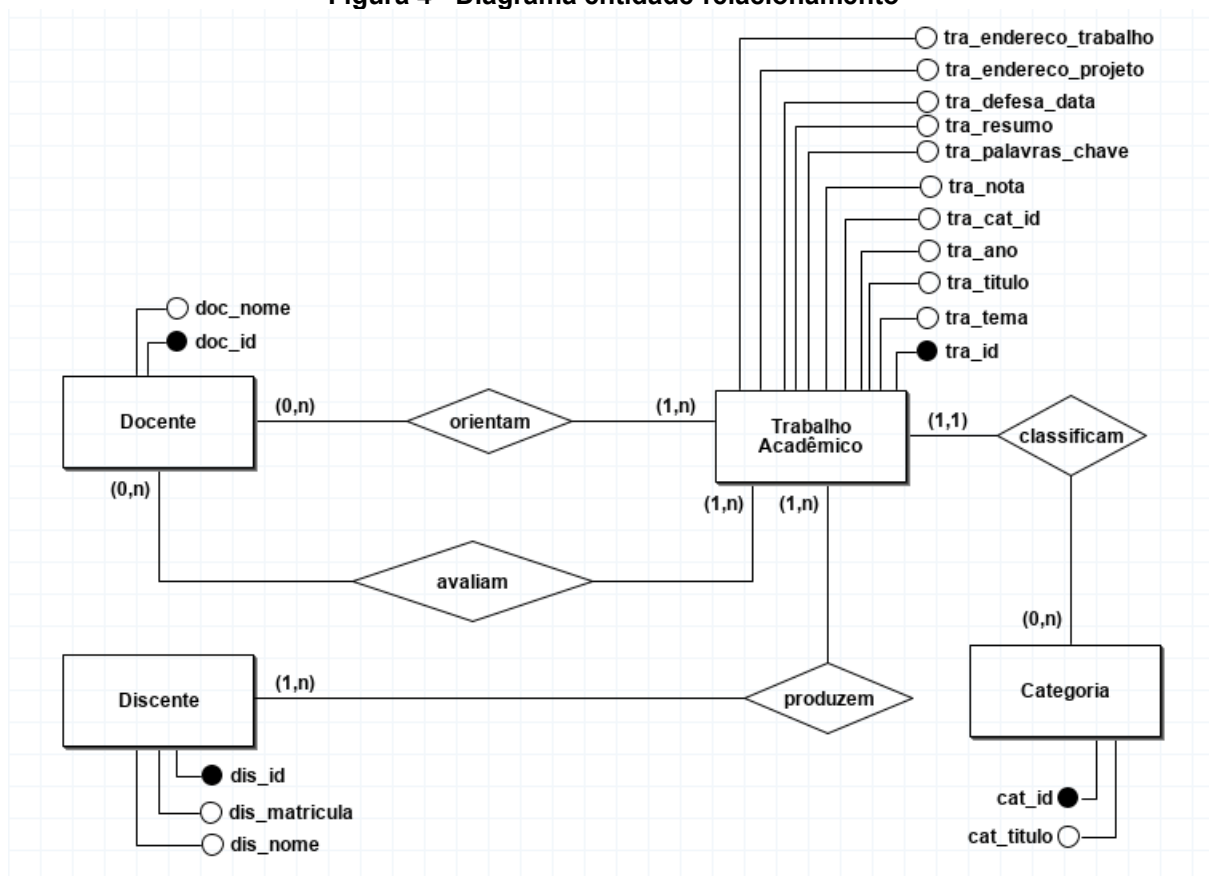 Figura 4 - Diagrama entidade relacionamento
tra_endereco_trabalho
tra_endereco_projeto
tra_defesa_data
tra_resumo
tra_palavras_chave
tra_nota
tra_cat_id
tra_ano
tra_titulo
tra_tema
tra_id
doc_nome
doc_id
Docente
(0,n)
orientam
(1,n)
Trabalho
Acadêmico
(1,1)
classificam
(0,n)
(1,n)
(1,n)
avaliam
(0,n)
Discente
(1,n)
produzem
Categoria
dis_id
dis_matricula
dis_nome
cat_id
cat_titulo